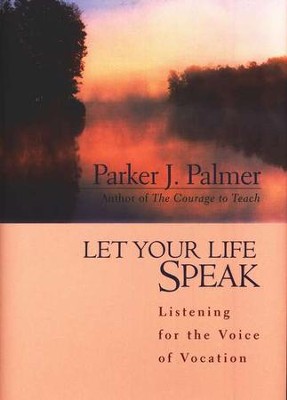 Parker J. Palmer
Author of The Courage to Teach
LET YOUR LIFE
SPEAK
Listening
for the Voice
of Vocation